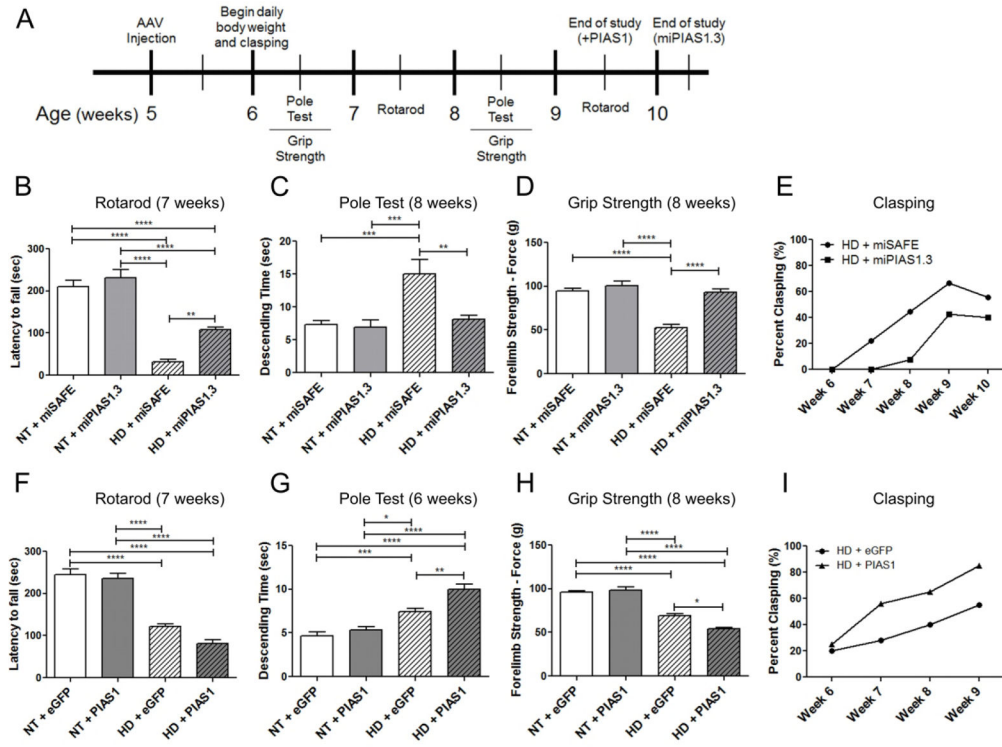 A
AAV
Injection
Begin daily
body weight
and clasping
End of study
(+PIAS1)
End of study
(miPIAS1.3)
Age (weeks) 5 6 7 8 9 10
Pole
Test
Grip
Strength
Rotarod
Pole
Test
Grip
Strength
Rotarod
B
Rotarod (7 weeks)
Latency to fall (sec)
300
200
100
0
****
****
****
****
**
NT + miSAFE
NT + miPIAS1.3
HD + miSAFE
HD + miPIAS1.3
C
Pole Test (8 weeks)
Descending Time (sec)
20
15
10
5
0
***
***
**
NT + miSAFE
NT + miPIAS1.3
HD + miSAFE
HD + miPIAS1.3
D
Grip Strength (8 weeks)
Forelimb Strength - Force (g)
150
100
50
0
****
****
****
NT + miSAFE
NT + miPIAS1.3
HD + miSAFE
HD + miPIAS1.3
E
Clasping
Percent Clasping (%)
100
80
60
40
20
0
HD + miSAFE
HD + miPIAS1.3
Week 6
Week 7
Week 8
Week 9
Week 10
F
Rotarod (7 weeks)
Latency to fall (sec)
300
200
100
0
****
****
****
****
NT + eGFP
NT + PIAS1
HD + eGFP
HD + PIAS1
G
Pole Test (6 weeks)
Descending Time (sec)
15
10
5
0
*
****
****
***
**
NT + eGFP
NT + PIAS1
HD + eGFP
HD + PIAS1
H
Grip Strength (8 weeks)
Forelimb Strength - Force (g)
150
100
50
0
****
****
****
****
*
NT + eGFP
NT + PIAS1
HD + eGFP
HD + PIAS1
I
Clasping
Percent Clasping (%)
100
80
60
40
20
0
HD + eGFP
HD + PIAS1
Week 6
Week 7
Week 8
Week 9